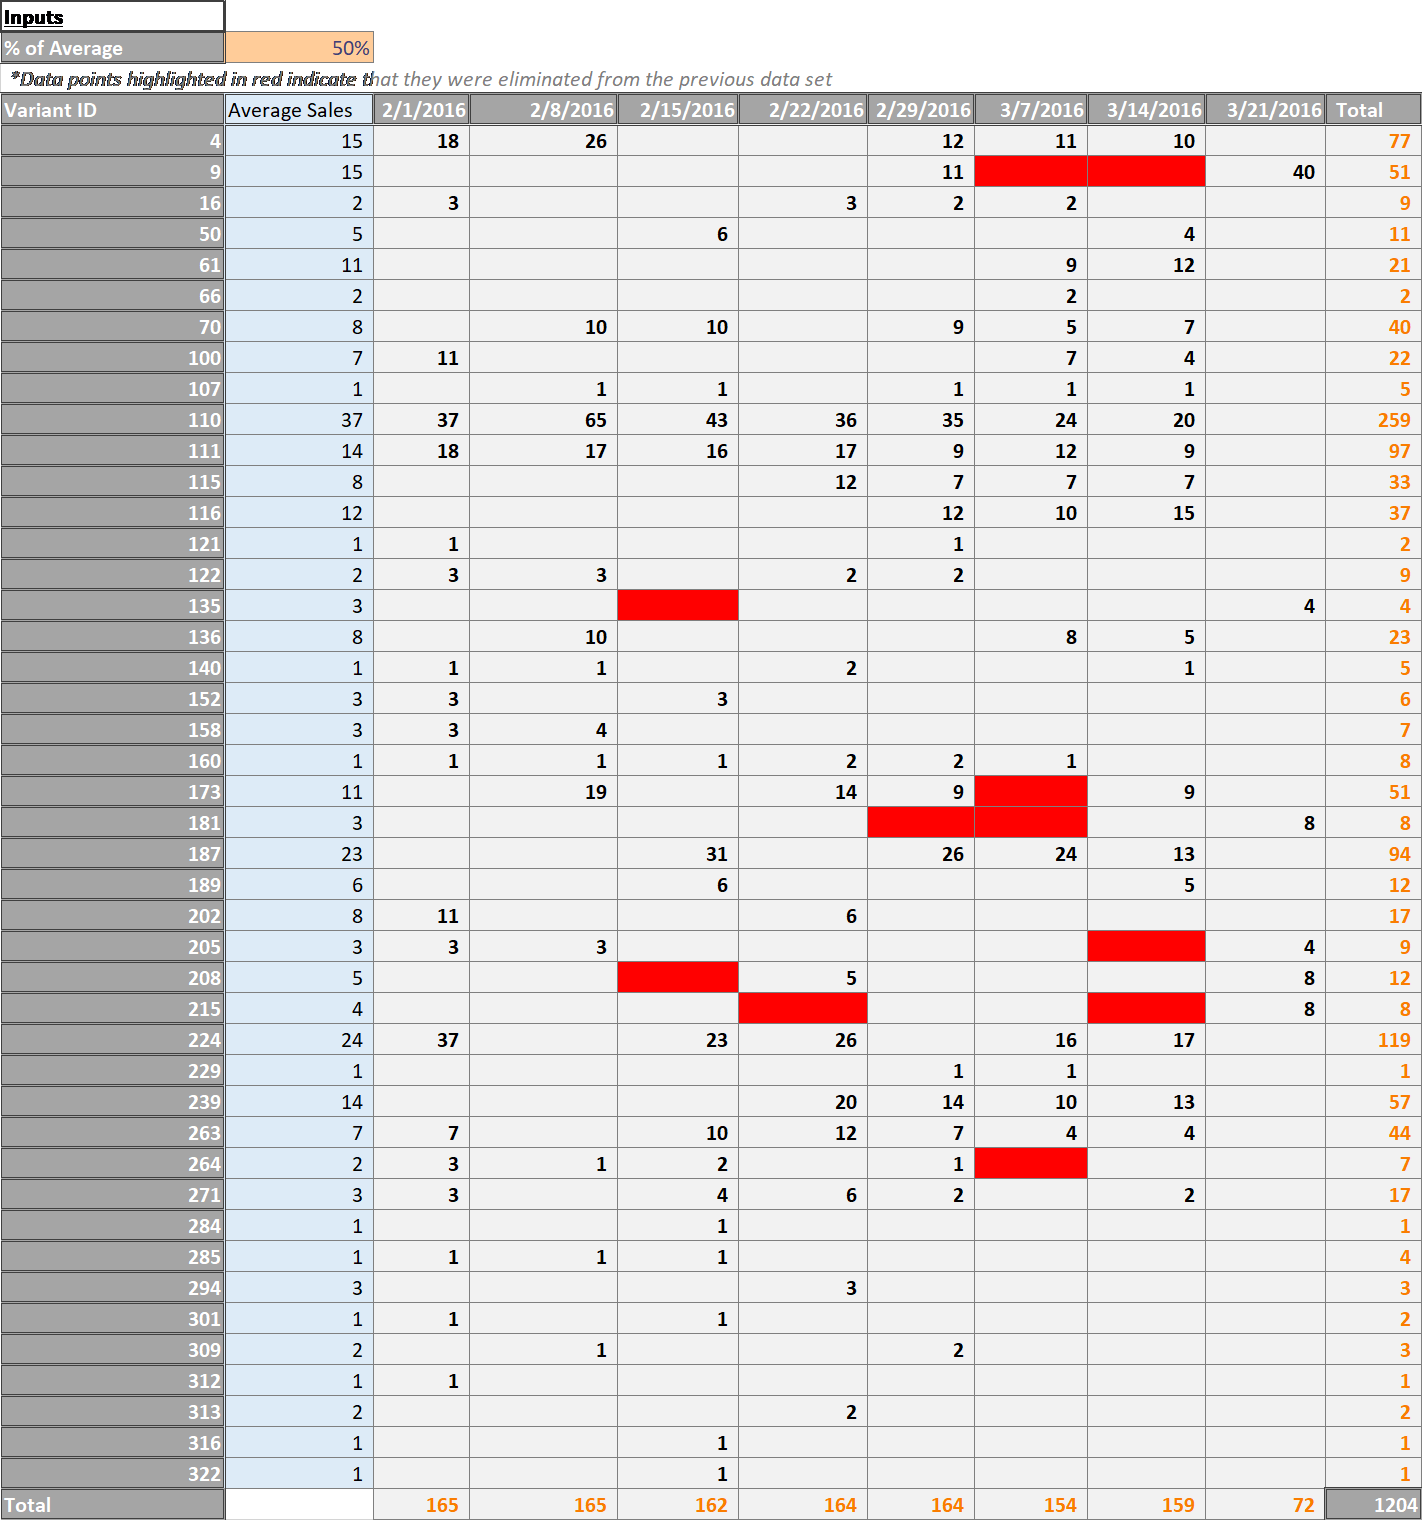 Inputs
% of Average 50%
*Data points highlighted in red indicate that they were eliminated from the previous data set
Variant ID Average Sales 2/1/2016 2/8/2016 2/15/2016 2/22/2016 2/29/2016 3/7/2016 3/14/2016 3/21/2016 Total
4 15 18 26 12 11 10 77
9 15 11 40 51
16 2 3 3 2 2 9
50 5 6 4 11
61 11 9 12 21
66 2 2 2
70 8 10 10 9 5 7 40
100 7 11 7 4 22
107 1 1 1 1 1 1 5
110 37 37 65 43 36 35 24 20 259
111 14 18 17 16 17 9 12 9 97
115 8 12 7 7 7 33
116 12 12 10 15 37
121 1 1 1 2
122 2 3 3 2 2 9
135 3 4 4
136 8 10 8 5 23
140 1 1 1 2 1 5
152 3 3 3 6
158 3 3 4 7
160 1 1 1 1 2 2 1 8
173 11 19 14 9 9 51
181 3 8 8
187 23 31 26 24 13 94
189 6 6 5 12
202 8 11 6 17
205 3 3 3 4 9
208 5 5 8 12
215 4 8 8
224 24 37 23 26 16 17 119
229 1 1 1 1
239 14 20 14 10 13 57
263 7 7 10 12 7 4 4 44
264 2 3 1 2 1 7
271 3 3 4 6 2 2 17
284 1 1 1
285 1 1 1 1 4
294 3 3 3
301 1 1 1 2
309 2 1 2 3
312 1 1 1
313 2 2 2
316 1 1 1
322 1 1 1
Total 165 165 162 164 164 154 159 72 1204